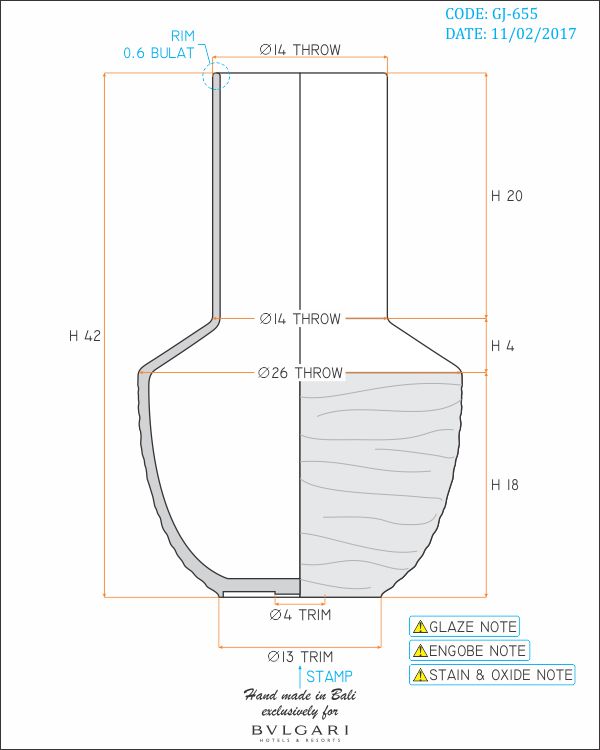 CODE: GJ-655
DATE: 11/02/2017
RIM
0.6 BULAT
Ø14 THROW
H 20
Ø14 THROW
H 42
H 4
Ø26 THROW
H 18
Ø4 TRIM
GLAZE NOTE
Ø13 TRIM
ENGOBE NOTE
STAMP
STAIN & OXIDE NOTE
Hand made in Bali
exclusively for
BVLGARI
HOTELS & RESORTS